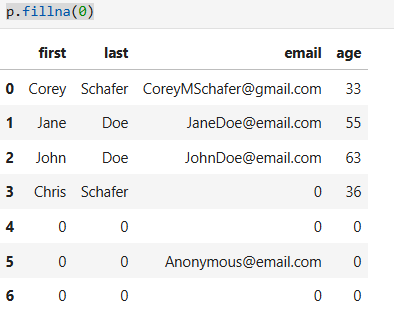 p.fillna(0)
first last email age
0 Corey Schafer CoreyMSchafer@gmail.com 33
1 Jane Doe JaneDoe@email.com 55
2 John Doe JohnDoe@email.com 63
3 Chris Schafer 0 36
4 0 0 0 0
5 0 0 Anonymous@email.com 0
6 0 0 0 0